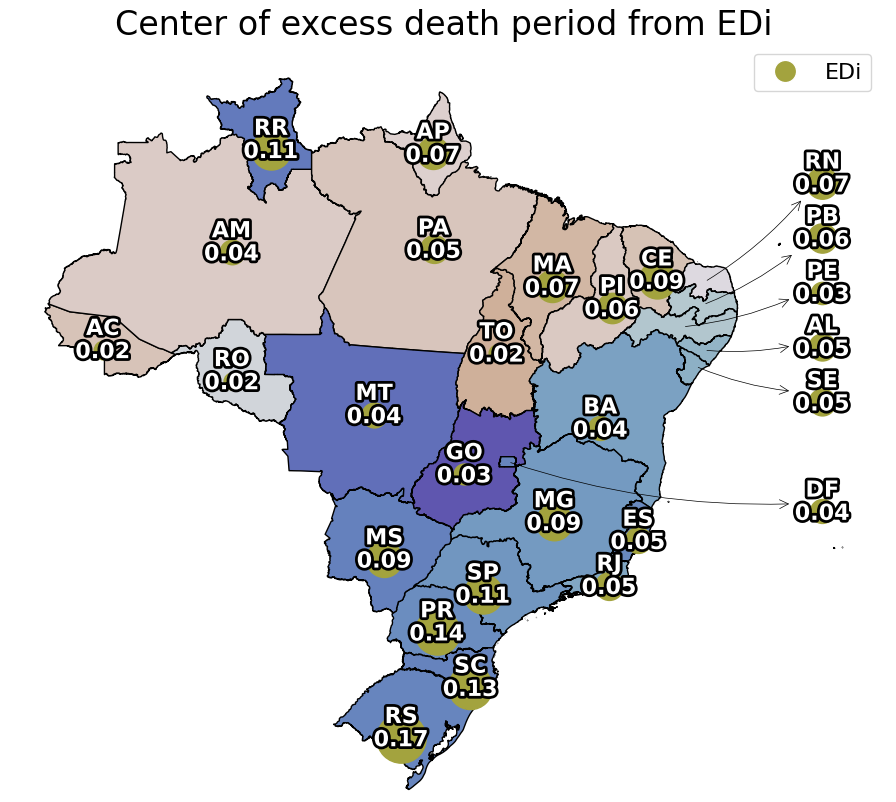 Center of excess death period from EDi
EDi
RR
0.11
AP
0.07
RN
0.07
PB
0.06
PE
0.03
AL
0.05
SE
0.05
AM
0.04
PA
0.05
MA
0.07
PI
0.06
CE
0.09
AC
0.02
RO
0.02
TO
0.02
MT
0.04
BA
0.04
GO
0.03
MG
0.09
DF
0.04
ES
0.05
MS
0.09
RJ
0.05
SP
0.11
PR
0.14
SC
0.13
RS
0.17